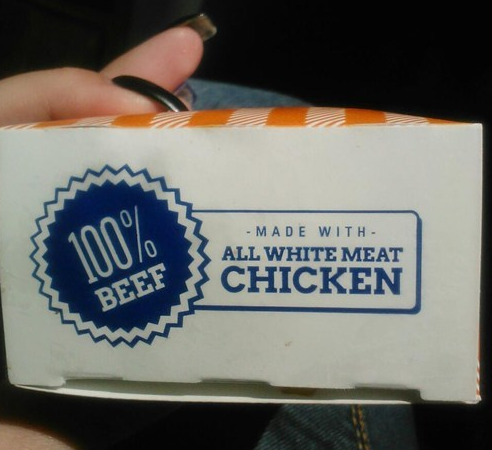 100%
BEEF
- MADE WITH -
ALL WHITE MEAT
CHICKEN